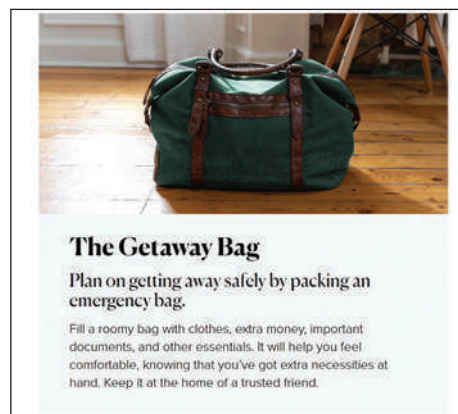 The Getaway Bag
Plan on getting away safely by packing an
emergency bag.
Fill a roomy bag with clothes, extra money, important
documents, and other essentials. It will help you feel
comfortable, knowing that you've got extra necessities at
hand. Keep it at the home of a trusted friend.